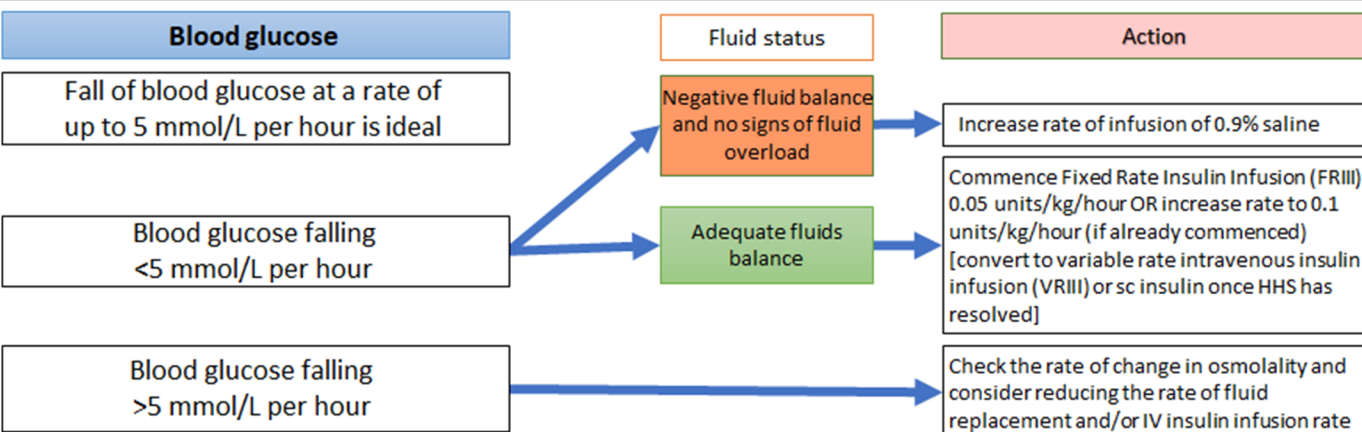 Blood glucose
Fluid status
Action
Fall of blood glucose at a rate of
up to 5 mmol/L per hour is ideal
Negative fluid balance
and no signs of fluid
overload
Increase rate of infusion of 0.9% saline
Blood glucose falling
<5 mmol/L per hour
Adequate fluids
balance
Commence Fixed Rate Insulin Infusion (FRIII)
0.05 units/kg/hour OR increase rate to 0.1
units/kg/hour (if already commenced)
[convert to variable rate intravenous insulin
infusion (VRIII) or sc insulin once HHS has
resolved]
Blood glucose falling
>5 mmol/L per hour
Check the rate of change in osmolality and
consider reducing the rate of fluid
replacement and/or IV insulin infusion rate